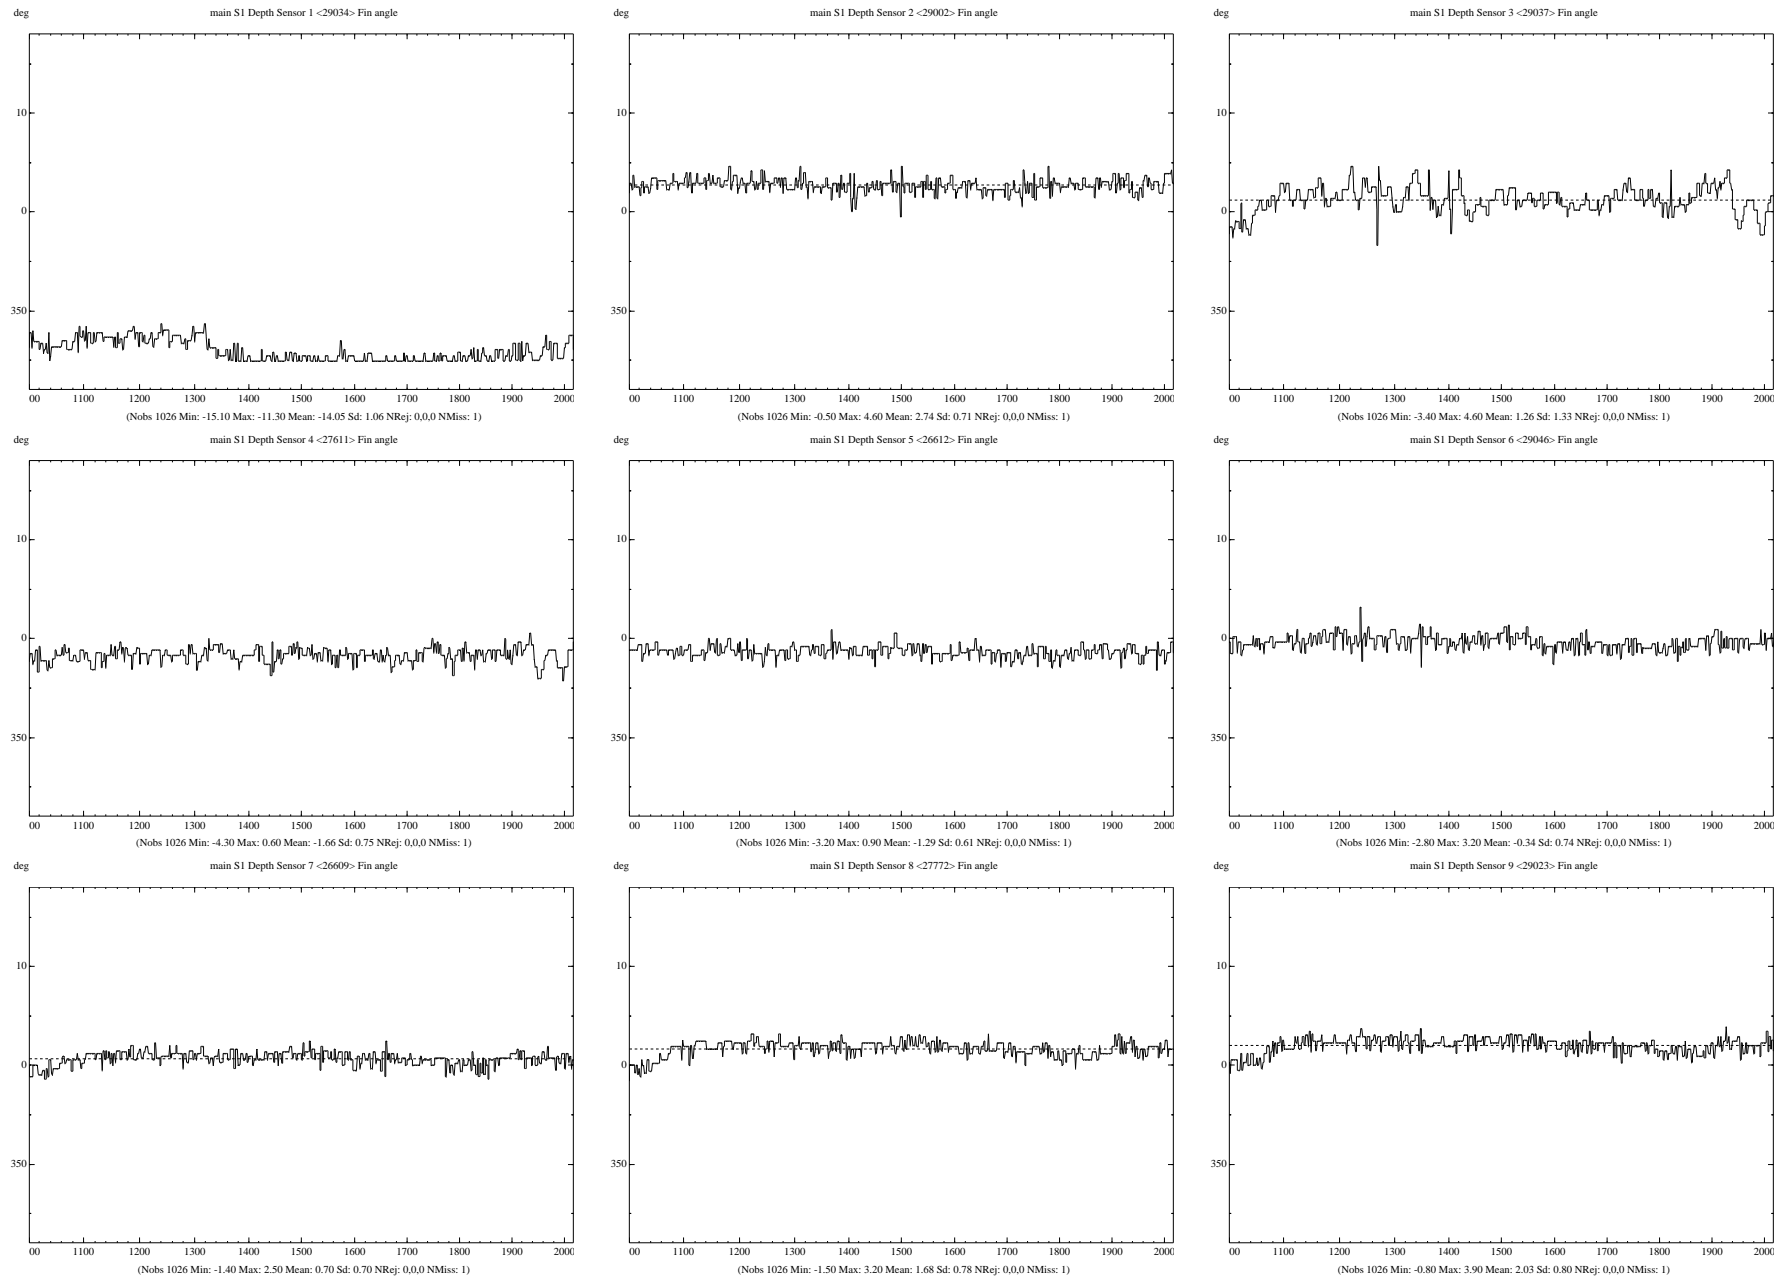 deg main S1 Depth Sensor 1 <29034> Fin angle
10
0
350
00 1100 1200 1300 1400 1500 1600 1700 1800 1900 2000
(Nobs 1026 Min: -15.10 Max: -11.30 Mean: -14.05 Sd: 1.06 NRej: 0,0,0 NMiss: 1)
deg main S1 Depth Sensor 2 <29002> Fin angle
10
0
350
00 1100 1200 1300 1400 1500 1600 1700 1800 1900 2000
(Nobs 1026 Min: -0.50 Max: 4.60 Mean: 2.74 Sd: 0.71 NRej: 0,0,0 NMiss: 1)
deg main S1 Depth Sensor 3 <29037> Fin angle
10
0
350
00 1100 1200 1300 1400 1500 1600 1700 1800 1900 2000
(Nobs 1026 Min: -3.40 Max: 4.60 Mean: 1.26 Sd: 1.33 NRej: 0,0,0 NMiss: 1)
deg main S1 Depth Sensor 4 <27611> Fin angle
10
0
350
00 1100 1200 1300 1400 1500 1600 1700 1800 1900 2000
(Nobs 1026 Min: -4.30 Max: 0.60 Mean: -1.66 Sd: 0.75 NRej: 0,0,0 NMiss: 1)
deg main S1 Depth Sensor 5 <26612> Fin angle
10
0
350
00 1100 1200 1300 1400 1500 1600 1700 1800 1900 2000
(Nobs 1026 Min: -3.20 Max: 0.90 Mean: -1.29 Sd: 0.61 NRej: 0,0,0 NMiss: 1)
deg main S1 Depth Sensor 6 <29046> Fin angle
10
0
350
00 1100 1200 1300 1400 1500 1600 1700 1800 1900 2000
(Nobs 1026 Min: -2.80 Max: 3.20 Mean: -0.34 Sd: 0.74 NRej: 0,0,0 NMiss: 1)
deg main S1 Depth Sensor 7 <26609> Fin angle
10
0
350
00 1100 1200 1300 1400 1500 1600 1700 1800 1900 2000
(Nobs 1026 Min: -1.40 Max: 2.50 Mean: 0.70 Sd: 0.70 NRej: 0,0,0 NMiss: 1)
deg main S1 Depth Sensor 8 <27772> Fin angle
10
0
350
00 1100 1200 1300 1400 1500 1600 1700 1800 1900 2000
(Nobs 1026 Min: -1.50 Max: 3.20 Mean: 1.68 Sd: 0.78 NRej: 0,0,0 NMiss: 1)
deg main S1 Depth Sensor 9 <29023> Fin angle
10
0
350
00 1100 1200 1300 1400 1500 1600 1700 1800 1900 2000
(Nobs 1026 Min: -0.80 Max: 3.90 Mean: 2.03 Sd: 0.80 NRej: 0,0,0 NMiss: 1)